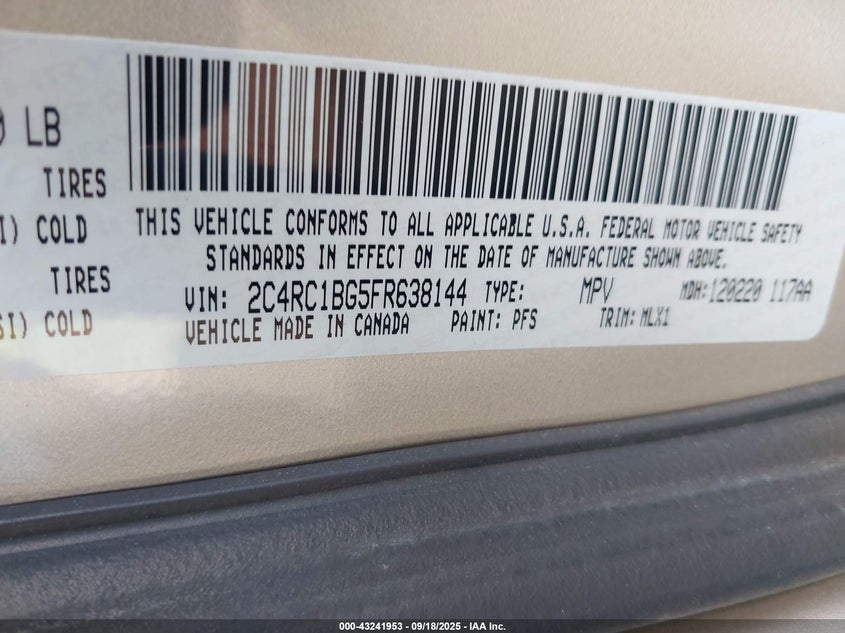 0 LB
TIRES
I) COLD
TIRES
SI) COLD
THIS VEHICLE CONFORMS TO ALL APPLICABLE U.S.A. FEDERAL MOTOR VEHICLE SAFETY
STANDARDS IN EFFECT ON THE DATE OF MANUFACTURE SHOWN ABOVE.
VIN: 2C4RC1BG5FR638144 TYPE: MPV MDH:120220 117AA
VEHICLE MADE IN CANADA PAINT: PFS TRIM: MLX1
000-43241953 - 09/18/2025 - IAA Inc.